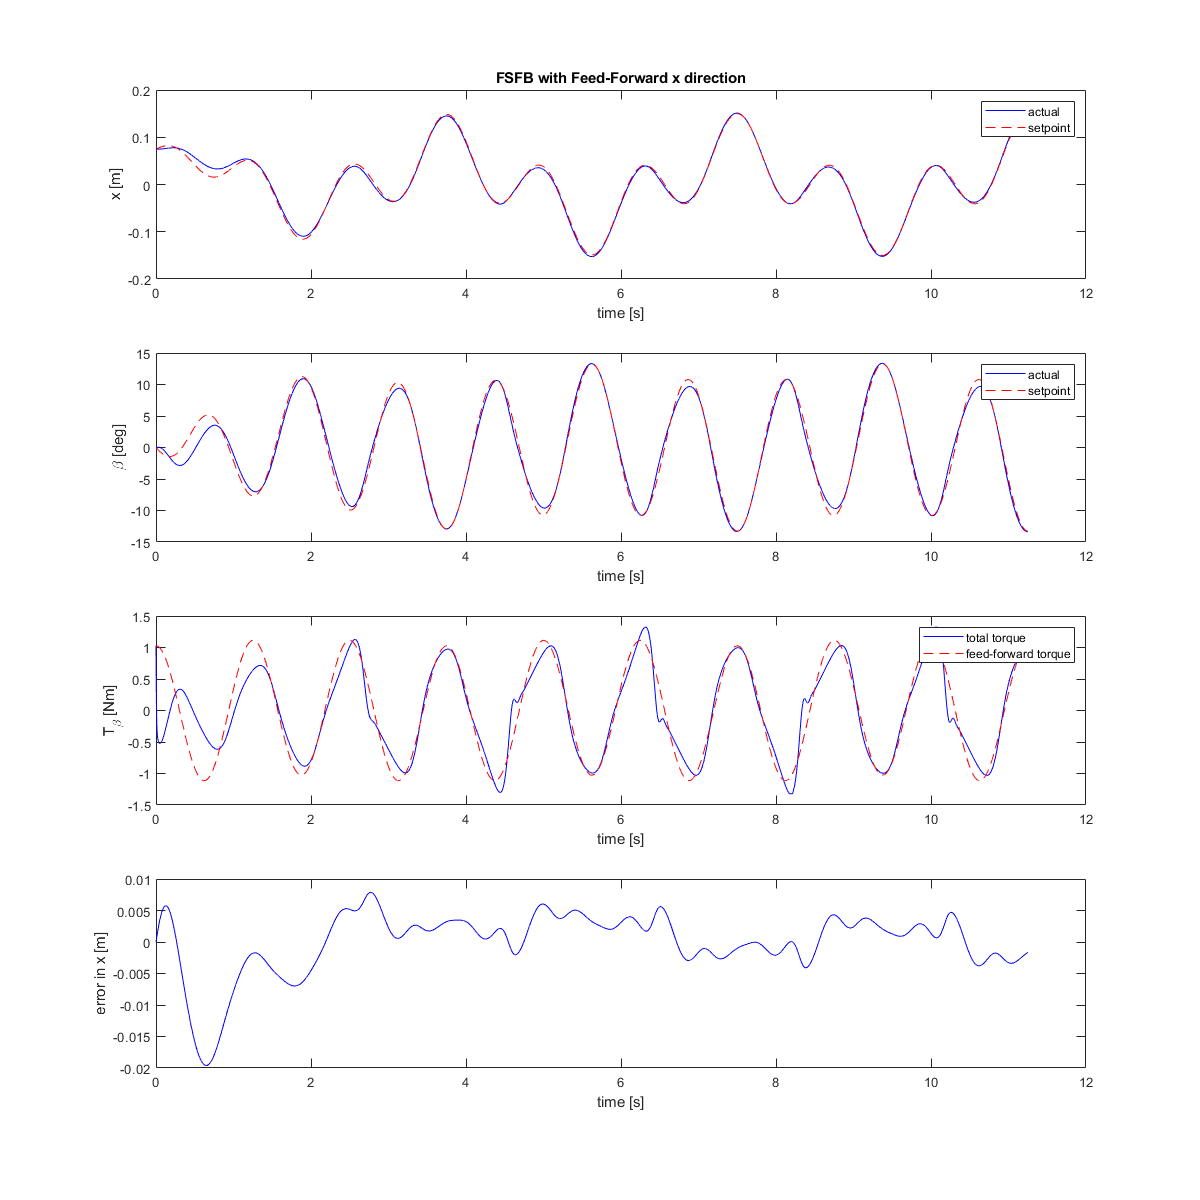 FSFB with Feed-Forward x direction
0.2
0.1
0
-0.1
-0.2
x [m]
actual
setpoint
0 2 4 6 8 10 12
time [s]
15
10
5
0
-5
-10
-15
β [deg]
actual
setpoint
0 2 4 6 8 10 12
time [s]
1.5
1
0.5
0
-0.5
-1
-1.5
Tβ [Nm]
total torque
feed-forward torque
0 2 4 6 8 10 12
time [s]
0.01
0.005
0
-0.005
-0.01
-0.015
-0.02
error in x [m]
0 2 4 6 8 10 12
time [s]